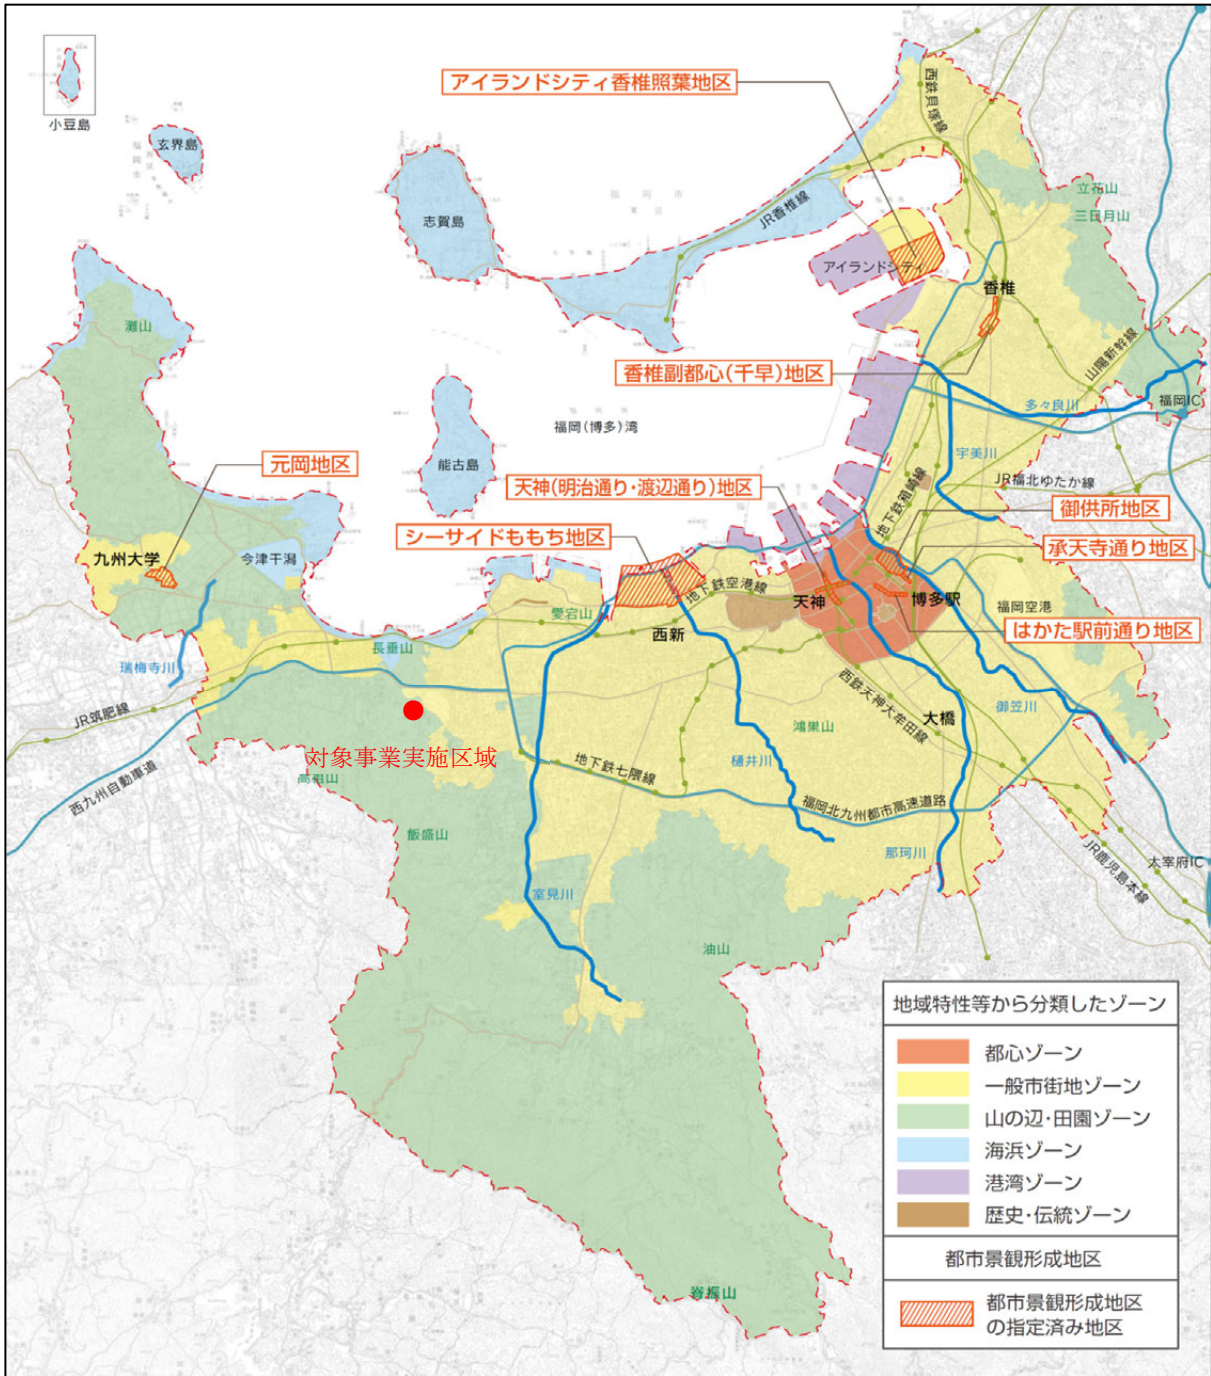 小豆島
玄界島
志賀島
能古島
福岡(博多)湾
アイランドシティ香椎照葉地区
西鉄貝塚線
JR香椎線
立花山
三日月山
アイランドシティ
香椎
香椎副都心(千早)地区
山陽新幹線
福岡IC
多々良川
宇美川
JR福北ゆたか線
地下鉄箱崎線
灘山
元岡地区
九州大学
今津干潟
瑞梅寺川
天神(明治通り・渡辺通り)地区
シーサイドももち地区
御供所地区
承天寺通り地区
はかた駅前通り地区
地下鉄空港線
天神
博多駅
福岡空港
愛宕山
西新
長垂山
JR筑肥線
西九州自動車道
対象事業実施区域
高祖山
飯盛山
地下鉄七隈線
室見川
樋井川
鴻巣山
西鉄天神大牟田線
大橋
御笠川
福岡北九州都市高速道路
那珂川
JR鹿児島本線
太宰府IC
油山
脊振山
地域特性等から分類したゾーン
都心ゾーン
一般市街地ゾーン
山の辺・田園ゾーン
海浜ゾーン
港湾ゾーン
歴史・伝統ゾーン
都市景観形成地区
都市景観形成地区
の指定済み地区